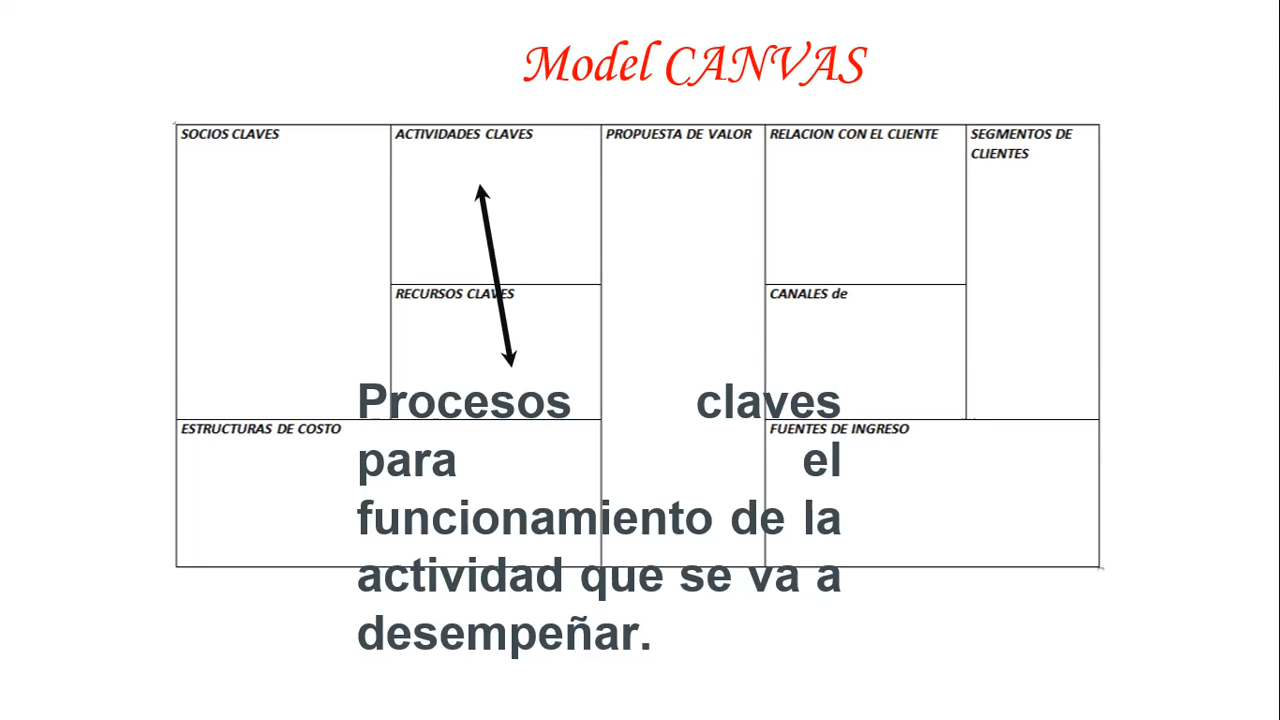 Model CANVAS
SOCIOS CLAVES
ACTIVIDADES CLAVES
PROPUESTA DE VALOR
RELACION CON EL CLIENTE
SEGMENTOS DE
CLIENTES
RECURSOS CLAVES
CANALES de
ESTRUCTURAS DE COSTO
FUENTES DE INGRESO
Procesos claves
para el
funcionamiento de la
actividad que se va a
desempeñar.